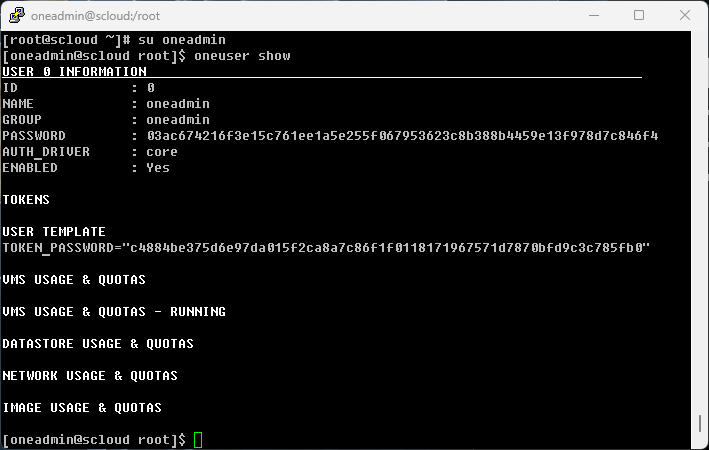 oneadmin@scloud:/root
[root@scloud ~]# su oneadmin
[oneadmin@scloud root]$ oneuser show
USER 0 INFORMATION
ID : 0
NAME : oneadmin
GROUP : oneadmin
PASSWORD : 03ac674216f3e15c761ee1a5e255f067953623c8b388b4459e13f978d7c846f4
AUTH_DRIVER : core
ENABLED : Yes
TOKENS
USER TEMPLATE
TOKEN_PASSWORD="c4884be375d6e97da015f2ca8a7c86f1f0118171967571d7870bfd9c3c785fb0"
VMS USAGE & QUOTAS
VMS USAGE & QUOTAS - RUNNING
DATASTORE USAGE & QUOTAS
NETWORK USAGE & QUOTAS
IMAGE USAGE & QUOTAS
[oneadmin@scloud root]$